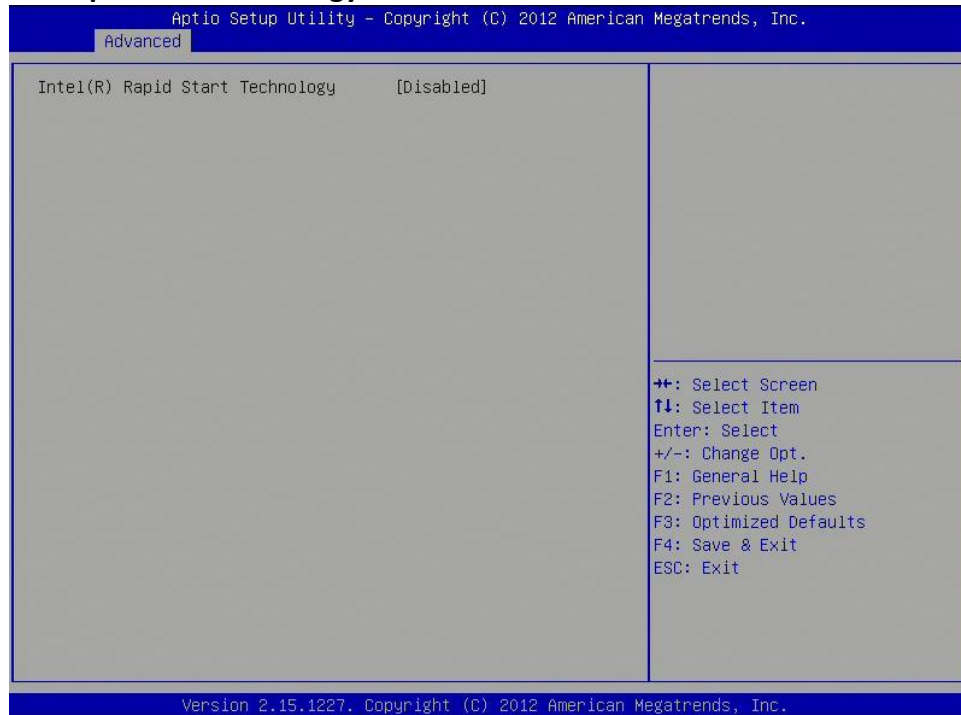 Aptio Setup Utility – Copyright (C) 2012 American Megatrends, Inc.
Advanced
Intel(R) Rapid Start Technology [Disabled]
→←: Select Screen
↑↓: Select Item
Enter: Select
+/-: Change Opt.
F1: General Help
F2: Previous Values
F3: Optimized Defaults
F4: Save & Exit
ESC: Exit
Version 2.15.1227. Copyright (C) 2012 American Megatrends, Inc.